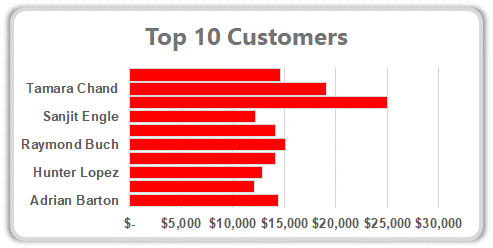 Top 10 Customers
Tamara Chand
Sanjit Engle
Raymond Buch
Hunter Lopez
Adrian Barton
$- $5,000 $10,000 $15,000 $20,000 $25,000 $30,000